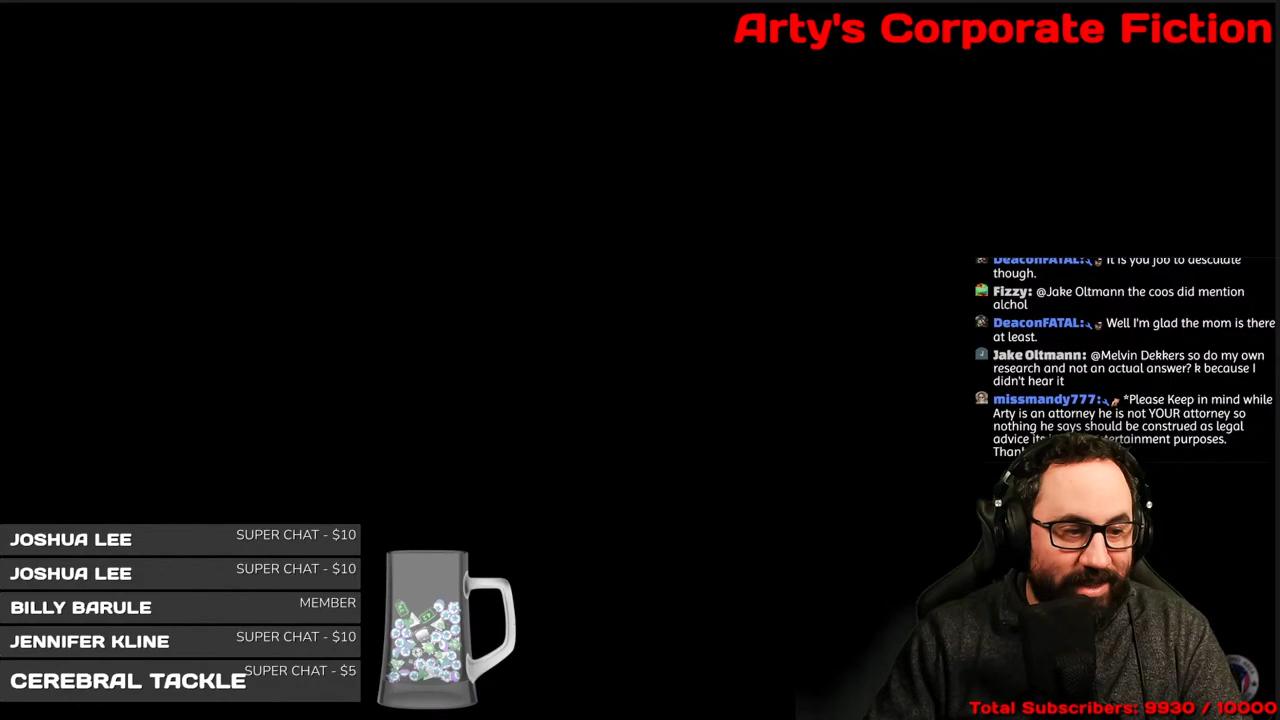 Arty's Corporate Fiction
DeaconFATAL: It is you job to desculate
though.
Fizzy: @Jake Oltmann the coos did mention
alchol
DeaconFATAL: Well I'm glad the mom is there
at least.
Jake Oltmann: @Melvin Dekkers so do my own
research and not an actual answer? k because I
didn't hear it
missmandy777: *Please Keep in mind while
Arty is an attorney he is not YOUR attorney so
nothing he says should be construed as legal
advice its tertainment purposes.
JOSHUA LEE SUPER CHAT - $10
JOSHUA LEE SUPER CHAT - $10
BILLY BARULE MEMBER
JENNIFER KLINE SUPER CHAT - $10
CEREBRAL TACKLE SUPER CHAT - $5
Total Subscribers: 9930 / 10000